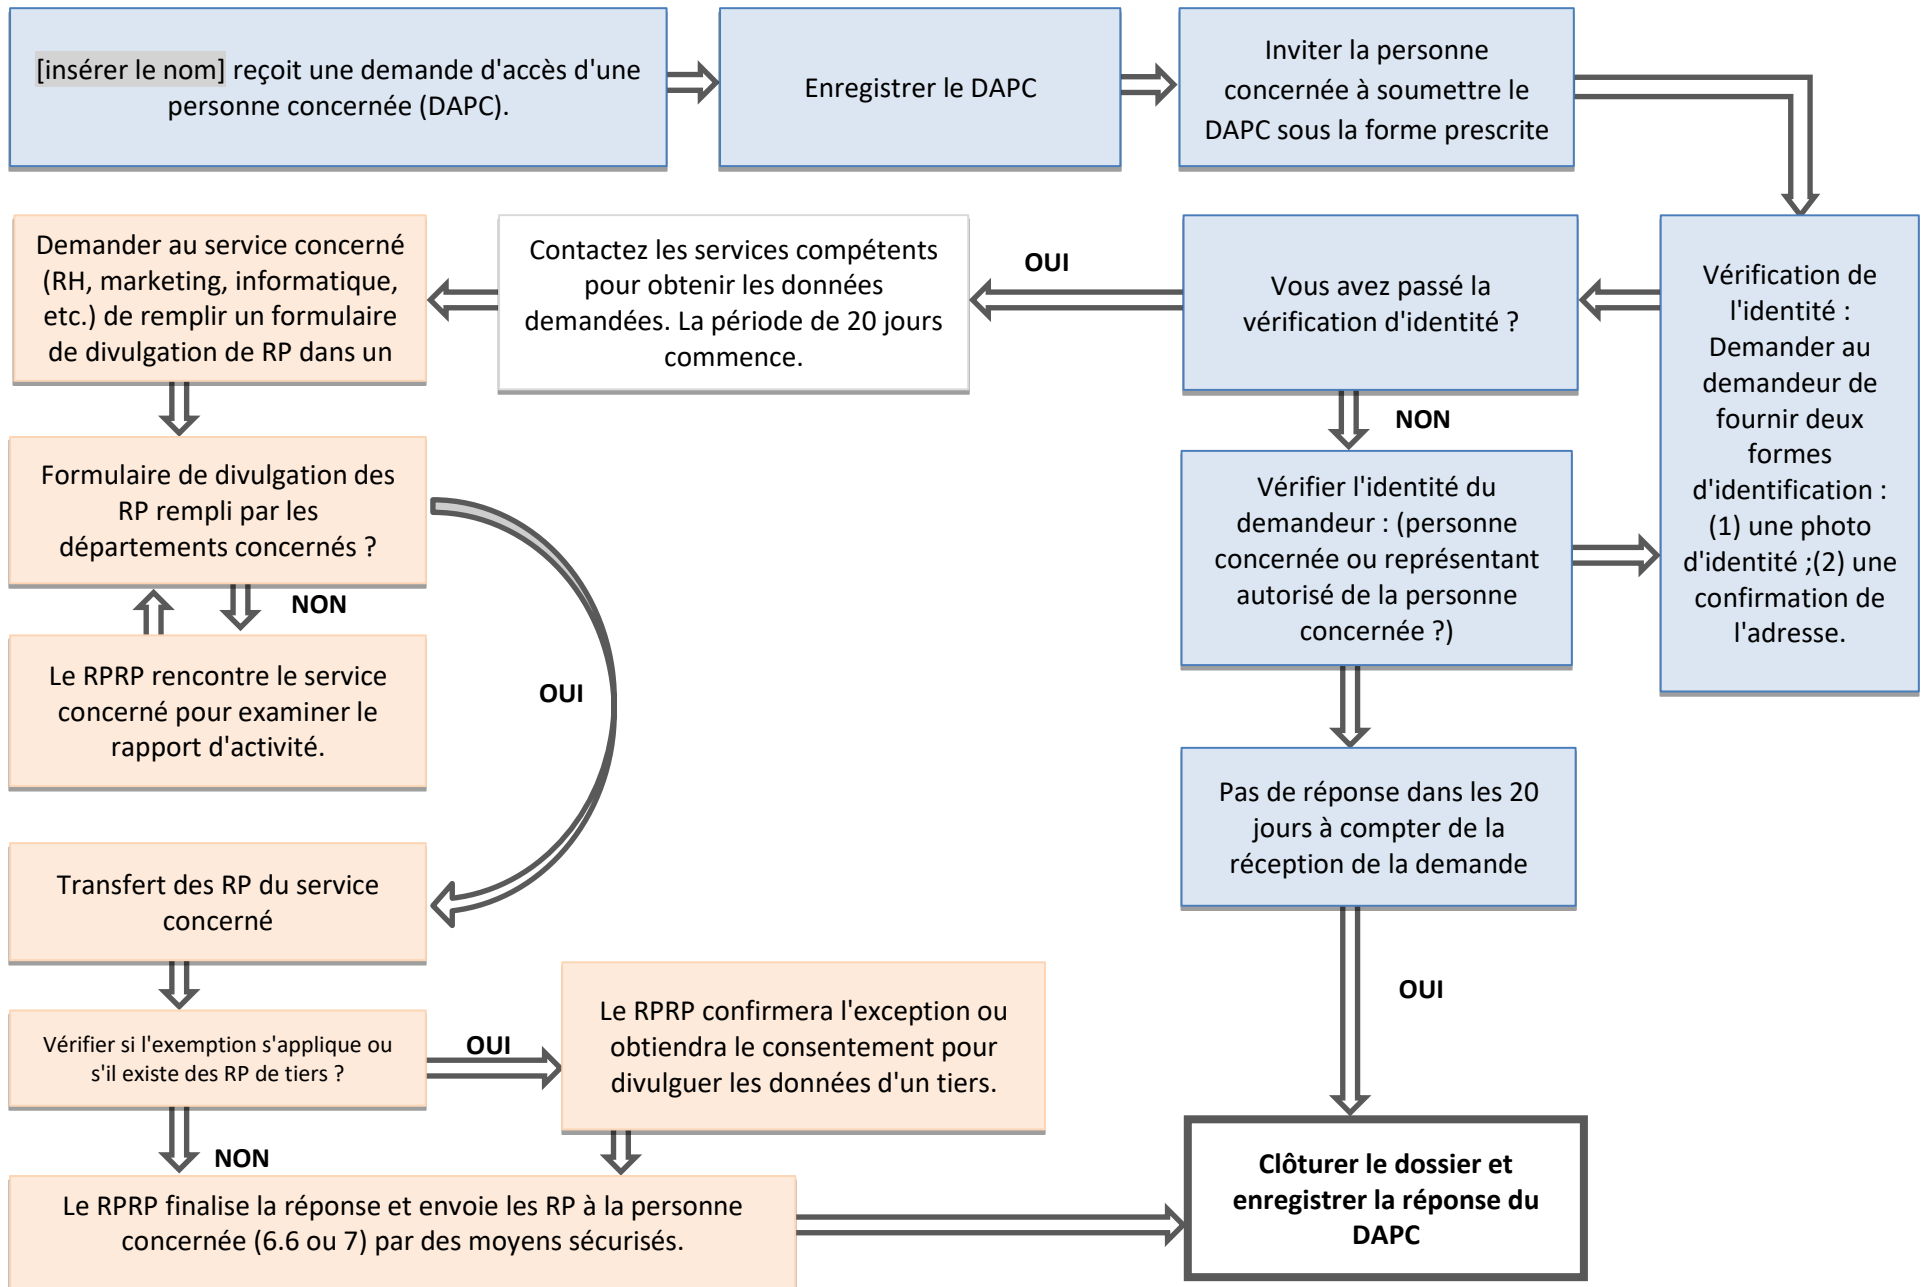 [insérer le nom] reçoit une demande d'accès d'une
personne concernée (DAPC).
Enregistrer le DAPC
Inviter la personne
concernée à soumettre le
DAPC sous la forme prescrite
Vérification de
l'identité :
Demander au
demandeur de
fournir deux
formes
d'identification :
(1) une photo
d'identité ;(2) une
confirmation de
l'adresse.
Vous avez passé la
vérification d'identité ?
OUI
Contactez les services compétents
pour obtenir les données
demandées. La période de 20 jours
commence.
Demander au service concerné
(RH, marketing, informatique,
etc.) de remplir un formulaire
de divulgation de RP dans un
NON
Vérifier l'identité du
demandeur : (personne
concernée ou représentant
autorisé de la personne
concernée ?)
Formulaire de divulgation des
RP rempli par les
départements concernés ?
NON
Le RPRP rencontre le service
concerné pour examiner le
rapport d'activité.
OUI
Pas de réponse dans les 20
jours à compter de la
réception de la demande
Transfert des RP du service
concerné
OUI
Vérifier si l'exemption s'applique ou
s'il existe des RP de tiers ?
OUI
Le RPRP confirmera l'exception ou
obtiendra le consentement pour
divulguer les données d'un tiers.
NON
Le RPRP finalise la réponse et envoie les RP à la personne
concernée (6.6 ou 7) par des moyens sécurisés.
Clôturer le dossier et
enregistrer la réponse du
DAPC